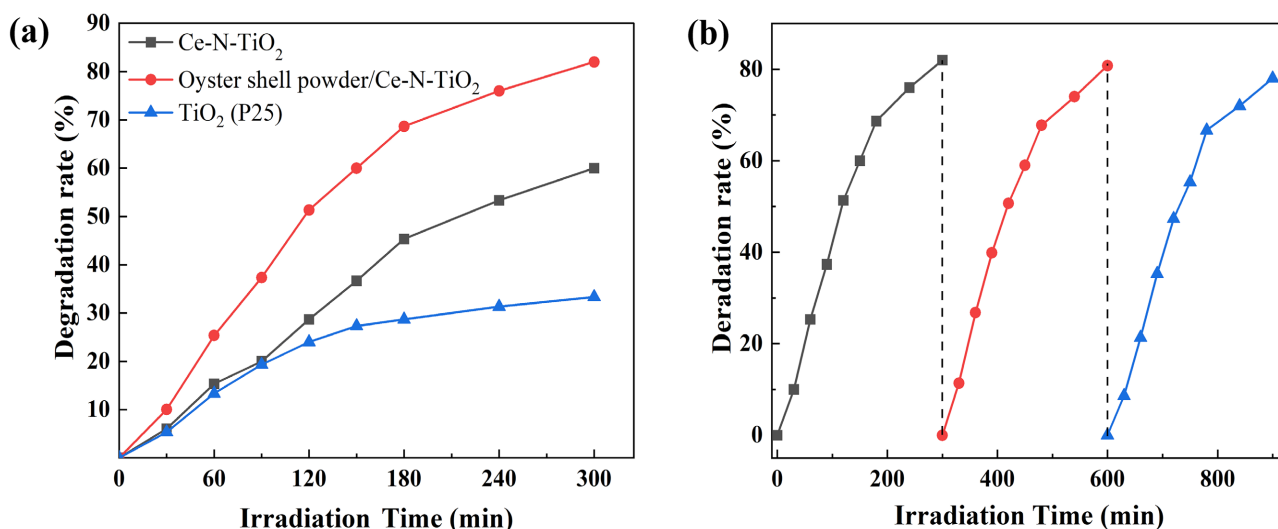 (a)
Ce-N-TiO₂
Oyster shell powder/Ce-N-TiO₂
TiO₂ (P25)
Degradation rate (%)
90
80
70
60
50
40
30
20
10
0 60 120 180 240 300
Irradiation Time (min)
(b)
Deradation rate (%)
80
60
40
20
0
0 200 400 600 800
Irradiation Time (min)